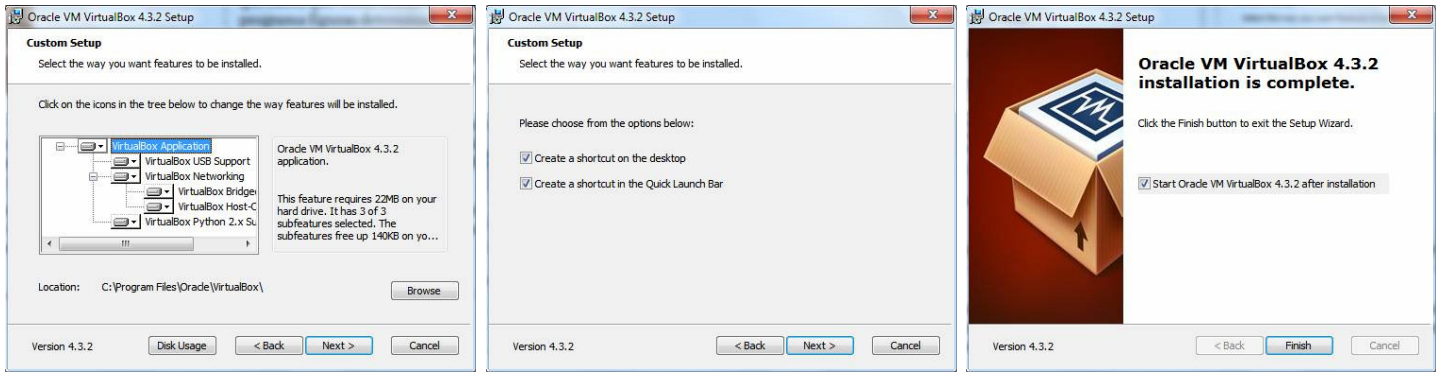 Oracle VM VirtualBox 4.3.2 Setup
Custom Setup
Select the way you want features to be installed.
Click on the icons in the tree below to change the way features will be installed.
VirtualBox Application
VirtualBox USB Support
VirtualBox Networking
VirtualBox Bridge
VirtualBox Host-C
VirtualBox Python 2.x Su
Oracle VM VirtualBox 4.3.2
application.
This feature requires 22MB on your
hard drive. It has 3 of 3
subfeatures selected. The
subfeatures free up 140KB on yo...
Location: C:\Program Files\Oracle\VirtualBox\
Browse
Version 4.3.2
Disk Usage
< Back
Next >
Cancel
Oracle VM VirtualBox 4.3.2 Setup
Custom Setup
Select the way you want features to be installed.
Please choose from the options below:
Create a shortcut on the desktop
Create a shortcut in the Quick Launch Bar
Version 4.3.2
< Back
Next >
Cancel
Oracle VM VirtualBox 4.3.2 Setup
Oracle VM VirtualBox 4.3.2
installation is complete.
Click the Finish button to exit the Setup Wizard.
Start Oracle VM VirtualBox 4.3.2 after installation
Version 4.3.2
< Back
Finish
Cancel